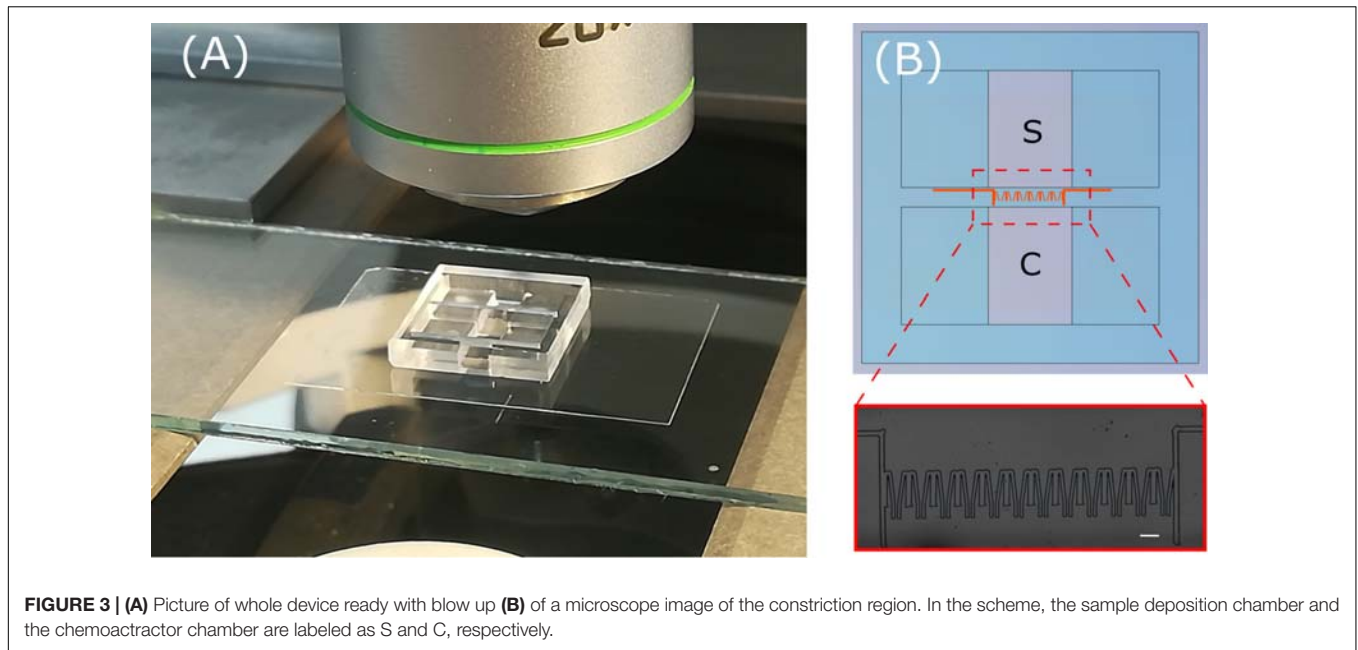 (A)
20x
(B)
S
C
FIGURE 3 | (A) Picture of whole device ready with blow up (B) of a microscope image of the constriction region. In the scheme, the sample deposition chamber and
the chemoactractor chamber are labeled as S and C, respectively.